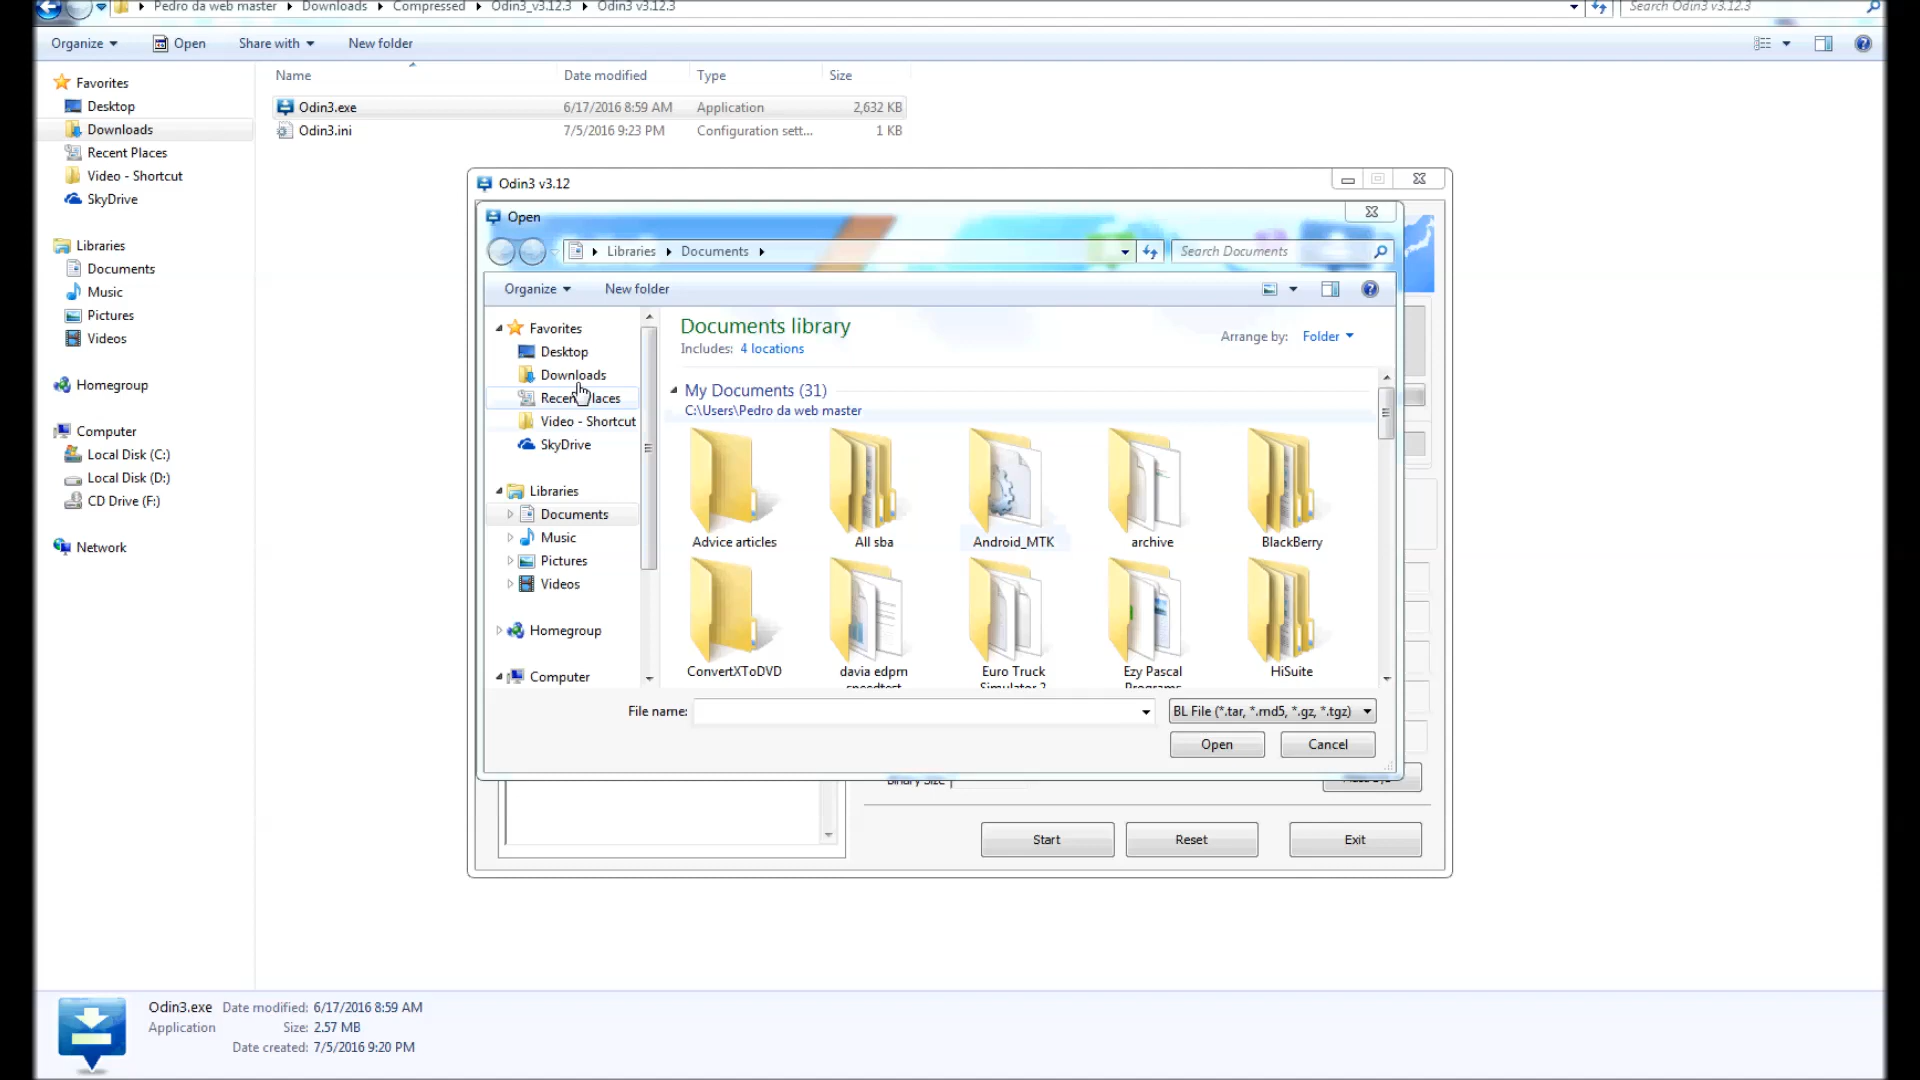 Pedro da web master Downloads Compressed Odin3_v3.12.3 Odin3 v3.12.3 Search Odin3 v3.12.3
Organize Open Share with New folder
Favorites
Desktop
Downloads
Recent Places
Video - Shortcut
SkyDrive
Libraries
Documents
Music
Pictures
Videos
Homegroup
Computer
Local Disk (C:)
Local Disk (D:)
CD Drive (F:)
Network
Name Date modified Type Size
Odin3.exe 6/17/2016 8:59 AM Application 2,632 KB
Odin3.ini 7/5/2016 9:23 PM Configuration sett... 1 KB
Odin3 v3.12
Open
Libraries Documents Search Documents
Organize New folder
Favorites
Desktop
Downloads
Recent Places
Video - Shortcut
SkyDrive
Libraries
Documents
Music
Pictures
Videos
Homegroup
Computer
Documents library
Includes: 4 locations
Arrange by: Folder
My Documents (31)
C:\Users\Pedro da web master
Advice articles All sba Android_MTK archive BlackBerry
ConvertXToDVD davia edpm Euro Truck Ezy Pascal HiSuite
speedtest Simulator 2 Programs
File name: BL File (*.tar, *.md5, *.gz, *.tgz)
Open Cancel
Binary Size
Start Reset Exit
Odin3.exe Date modified: 6/17/2016 8:59 AM
Application Size: 2.57 MB
Date created: 7/5/2016 9:20 PM